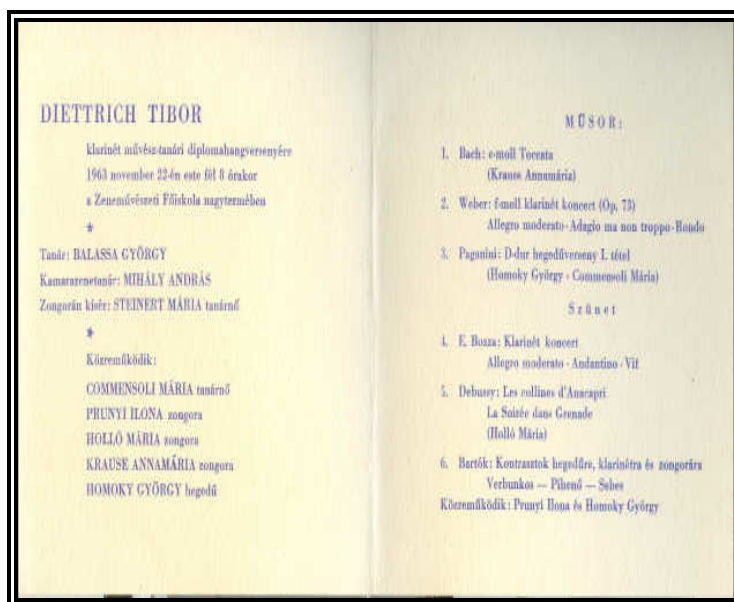 DIETTRICH TIBOR
klarinét művész-tanári diplomahangversenyére
1963 november 22-én este fél 8 órakor
a Zeneművészeti Főiskola nagytermében
*
Tanár: BALASSA GYÖRGY
Kamarazenetanár: MIHÁLY ANDRÁS
Zongorán kisér: STEINERT MÁRIA tanárnő
*
Közreműködik:
COMMENSOLI MÁRIA tanárnő
PRUNYI ILONA zongora
HOLLÓ MÁRIA zongora
KRAUSE ANNAMÁRIA zongora
HOMOKY GYÖRGY hegedű
MŰSOR:
1. Bach: e-moll Toccata
(Krause Annamária)
2. Weber: f-moll klarinét koncert (Op. 73)
Allegro moderato - Adagio ma non troppo - Rondo
3. Paganini: D-dur hegedűverseny I. tétel
(Homoky György - Commensoli Mária)
Szünet
4. E. Bozza: Klarinét koncert
Allegro moderato - Andantino - Vif
5. Debussy: Les collines d'Anacapri
La Soirée dans Grenade
(Holló Mária)
6. Bartók: Kontrasztok hegedűre, klarinétra és zongorára
Verbunkos — Pihenő — Sebes
Közreműködik: Prunyi Ilona és Homoky György